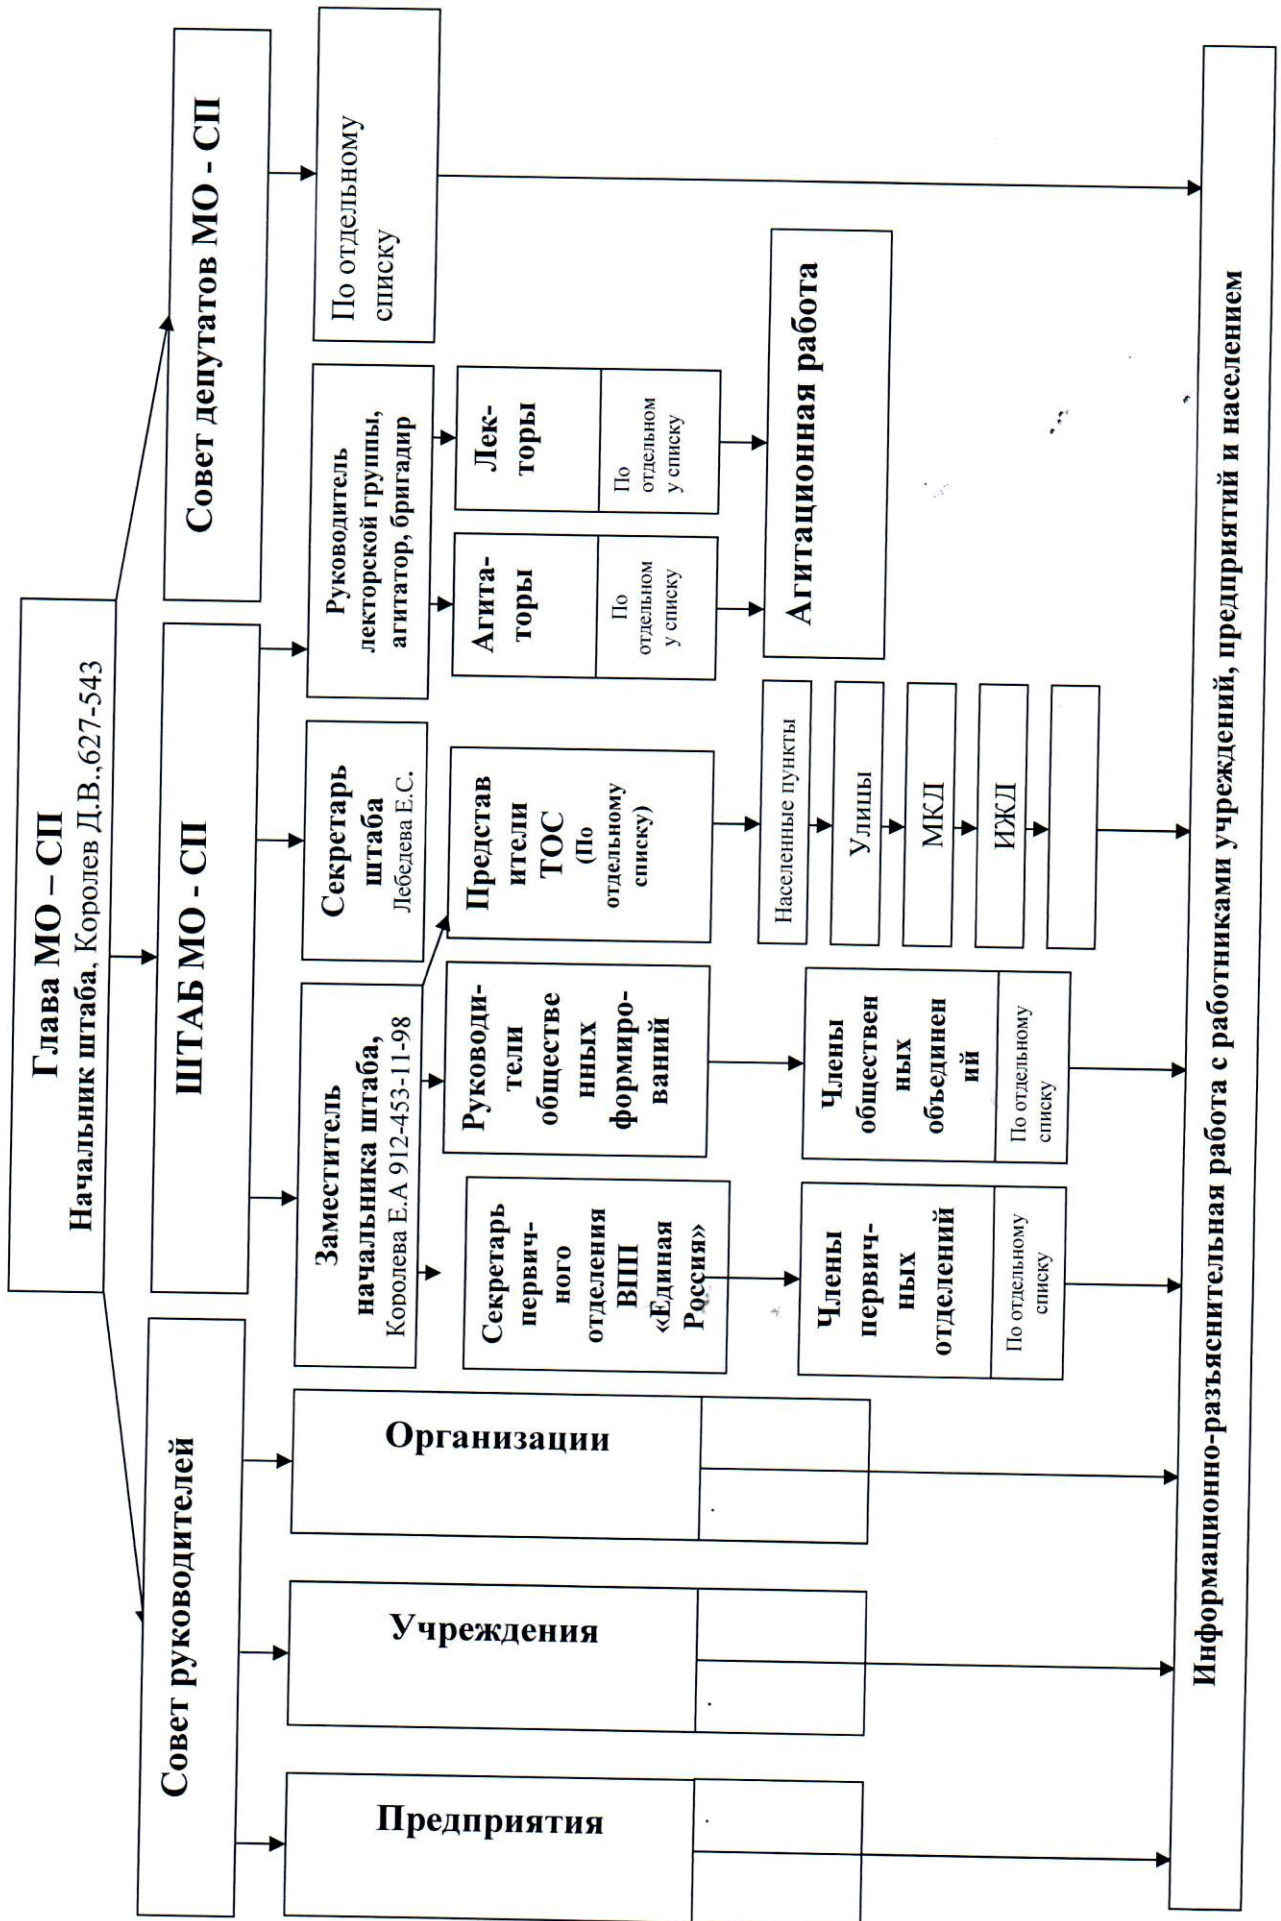 Глава МО – СП
Начальник штаба, Королев Д.В.,627-543
Совет руководителей
ШТАБ МО - СП
Совет депутатов МО - СП
Предприятия
Учреждения
Организации
Заместитель
начальника штаба,
Королева Е.А 912-453-11-98
Секретарь
штаба
Лебедева Е.С.
Руководитель
лекторской группы,
агитатор, бригадир
По отдельному
списку
Секретарь
первич-
ного
отделения
ВПП
«Единая
Россия»
Руководи-
тели
обществе
нных
формиро-
ваний
Представ
ители
ТОС
(По
отдельному
списку)
Агита-
торы
По
отдельном
у списку
Лек-
торы
По
отдельном
у списку
Члены
первич-
ных
отделений
По отдельному
списку
Члены
обществен
ных
объединен
ий
По отдельному
списку
Населенные пункты
Улицы
МКД
ИЖД
Агитационная работа
Информационно-разъяснительная работа с работниками учреждений, предприятий и населением